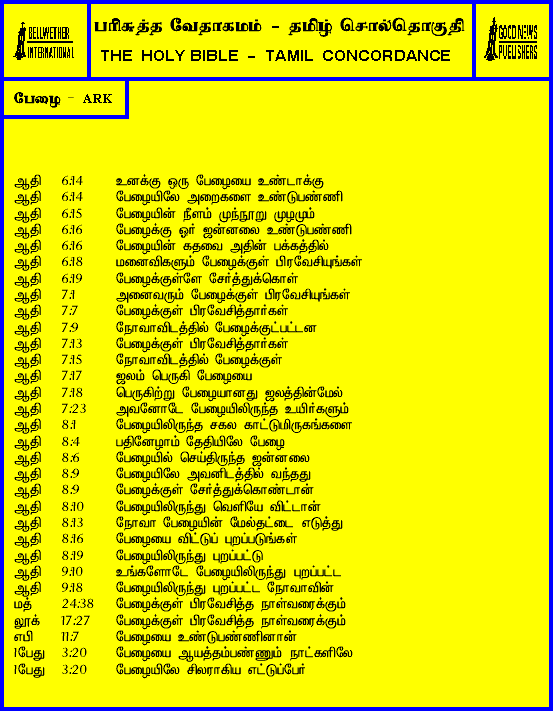 BELLWETHER INTERNATIONAL
பரிசுத்த வேதாகமம் - தமிழ் சொல்தொகுதி
THE HOLY BIBLE - TAMIL CONCORDANCE
GOOD NEWS PUBLISHERS
பேழை - ARK
ஆதி 6:14 உனக்கு ஒரு பேழையை உண்டாக்கு
ஆதி 6:14 பேழையிலே அறைகளை உண்டுபண்ணி
ஆதி 6:15 பேழையின் நீளம் முந்நூறு முழமும்
ஆதி 6:16 பேழைக்கு ஓர் ஜன்னலை உண்டுபண்ணி
ஆதி 6:16 பேழையின் கதவை அதின் பக்கத்தில்
ஆதி 6:18 மனைவிகளும் பேழைக்குள் பிரவேசியுங்கள்
ஆதி 6:19 பேழைக்குள்ளே சேர்த்துக்கொள்
ஆதி 7:1 அனைவரும் பேழைக்குள் பிரவேசியுங்கள்
ஆதி 7:7 பேழைக்குள் பிரவேசித்தார்கள்
ஆதி 7:9 நோவாவிடத்தில் பேழைக்குட்பட்டன
ஆதி 7:13 பேழைக்குள் பிரவேசித்தார்கள்
ஆதி 7:15 நோவாவிடத்தில் பேழைக்குள்
ஆதி 7:17 ஜலம் பெருகி பேழையை
ஆதி 7:18 பெருகிற்று பேழையானது ஜலத்தின்மேல்
ஆதி 7:23 அவனோடே பேழையிலிருந்த உயிர்களும்
ஆதி 8:1 பேழையிலிருந்த சகல காட்டுமிருகங்களை
ஆதி 8:4 பதினேழாம் தேதியிலே பேழை
ஆதி 8:6 பேழையில் செய்திருந்த ஜன்னலை
ஆதி 8:9 பேழையிலே அவனிடத்தில் வந்தது
ஆதி 8:9 பேழைக்குள் சேர்த்துக்கொண்டான்
ஆதி 8:10 பேழையிலிருந்து வெளியே விட்டான்
ஆதி 8:13 நோவா பேழையின் மேல்தட்டை எடுத்து
ஆதி 8:16 பேழையை விட்டுப் புறப்படுங்கள்
ஆதி 8:19 பேழையிலிருந்து புறப்பட்டு
ஆதி 9:10 உங்களோடே பேழையிலிருந்து புறப்பட்ட
ஆதி 9:18 பேழையிலிருந்து புறப்பட்ட நோவாவின்
மத் 24:38 பேழைக்குள் பிரவேசித்த நாள்வரைக்கும்
லூக் 17:27 பேழைக்குள் பிரவேசித்த நாள்வரைக்கும்
எபி 11:7 பேழையை உண்டுபண்ணினான்
1பேது 3:20 பேழையை ஆயத்தம்பண்ணும் நாட்களிலே
1பேது 3:20 பேழையிலே சிலராகிய எட்டுப்பேர்